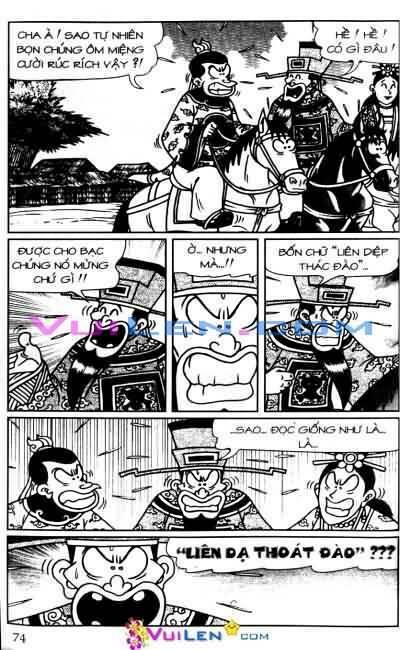 CHA À! SAO TỰ NHIÊN
BỌN CHÚNG ÔM MIỆNG
CƯỜI RÚC RÍCH VẬY?!
HỀ! HỀ!
CÓ GÌ ĐÂU!
ĐƯỢC CHO BẠC
CHÚNG NÓ MỪNG
CHỨ GÌ!
Ờ... NHƯNG
MÀ...!!
BỐN CHỮ "LIÊN DIỆP
THÁC ĐÀO"...
VUILEN.COM
...SAO... ĐỌC GIỐNG NHƯ LÀ...
LÀ...
"LIÊN DẠ THOÁT ĐÀO" ???
74
VUILEN.COM